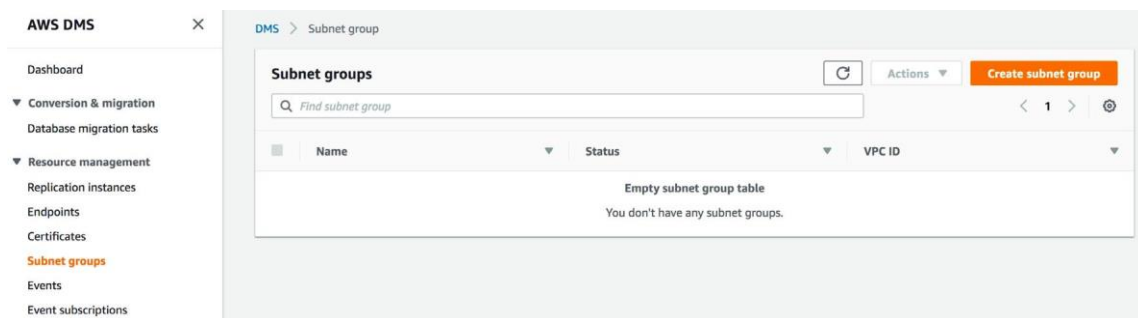 AWS DMS
Dashboard
Conversion & migration
Database migration tasks
Resource management
Replication instances
Endpoints
Certificates
Subnet groups
Events
Event subscriptions
DMS > Subnet group
Subnet groups
Actions
Create subnet group
Find subnet group
< 1 >
Name Status VPC ID
Empty subnet group table
You don't have any subnet groups.